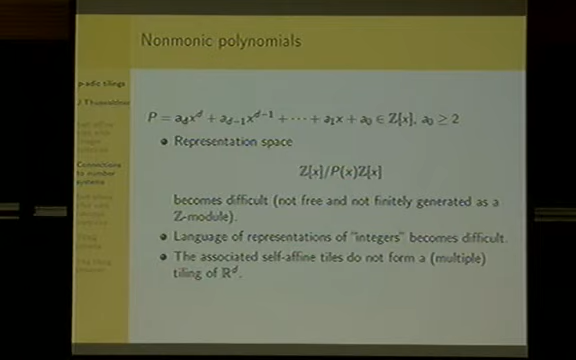 Nonmonic polynomials
p-adic tilings
J Thuswaldner
Connections
to number
systems
P = a_d x^d + a_{d-1} x^{d-1} + ··· + a_1 x + a_0 ∈ ℤ[x], a_0 ≥ 2
• Representation space
ℤ[x]/P(x)ℤ[x]
becomes difficult (not free and not finitely generated as a
ℤ-module).
• Language of representations of "integers" becomes difficult.
• The associated self-affine tiles do not form a (multiple)
tiling of ℝ^d.